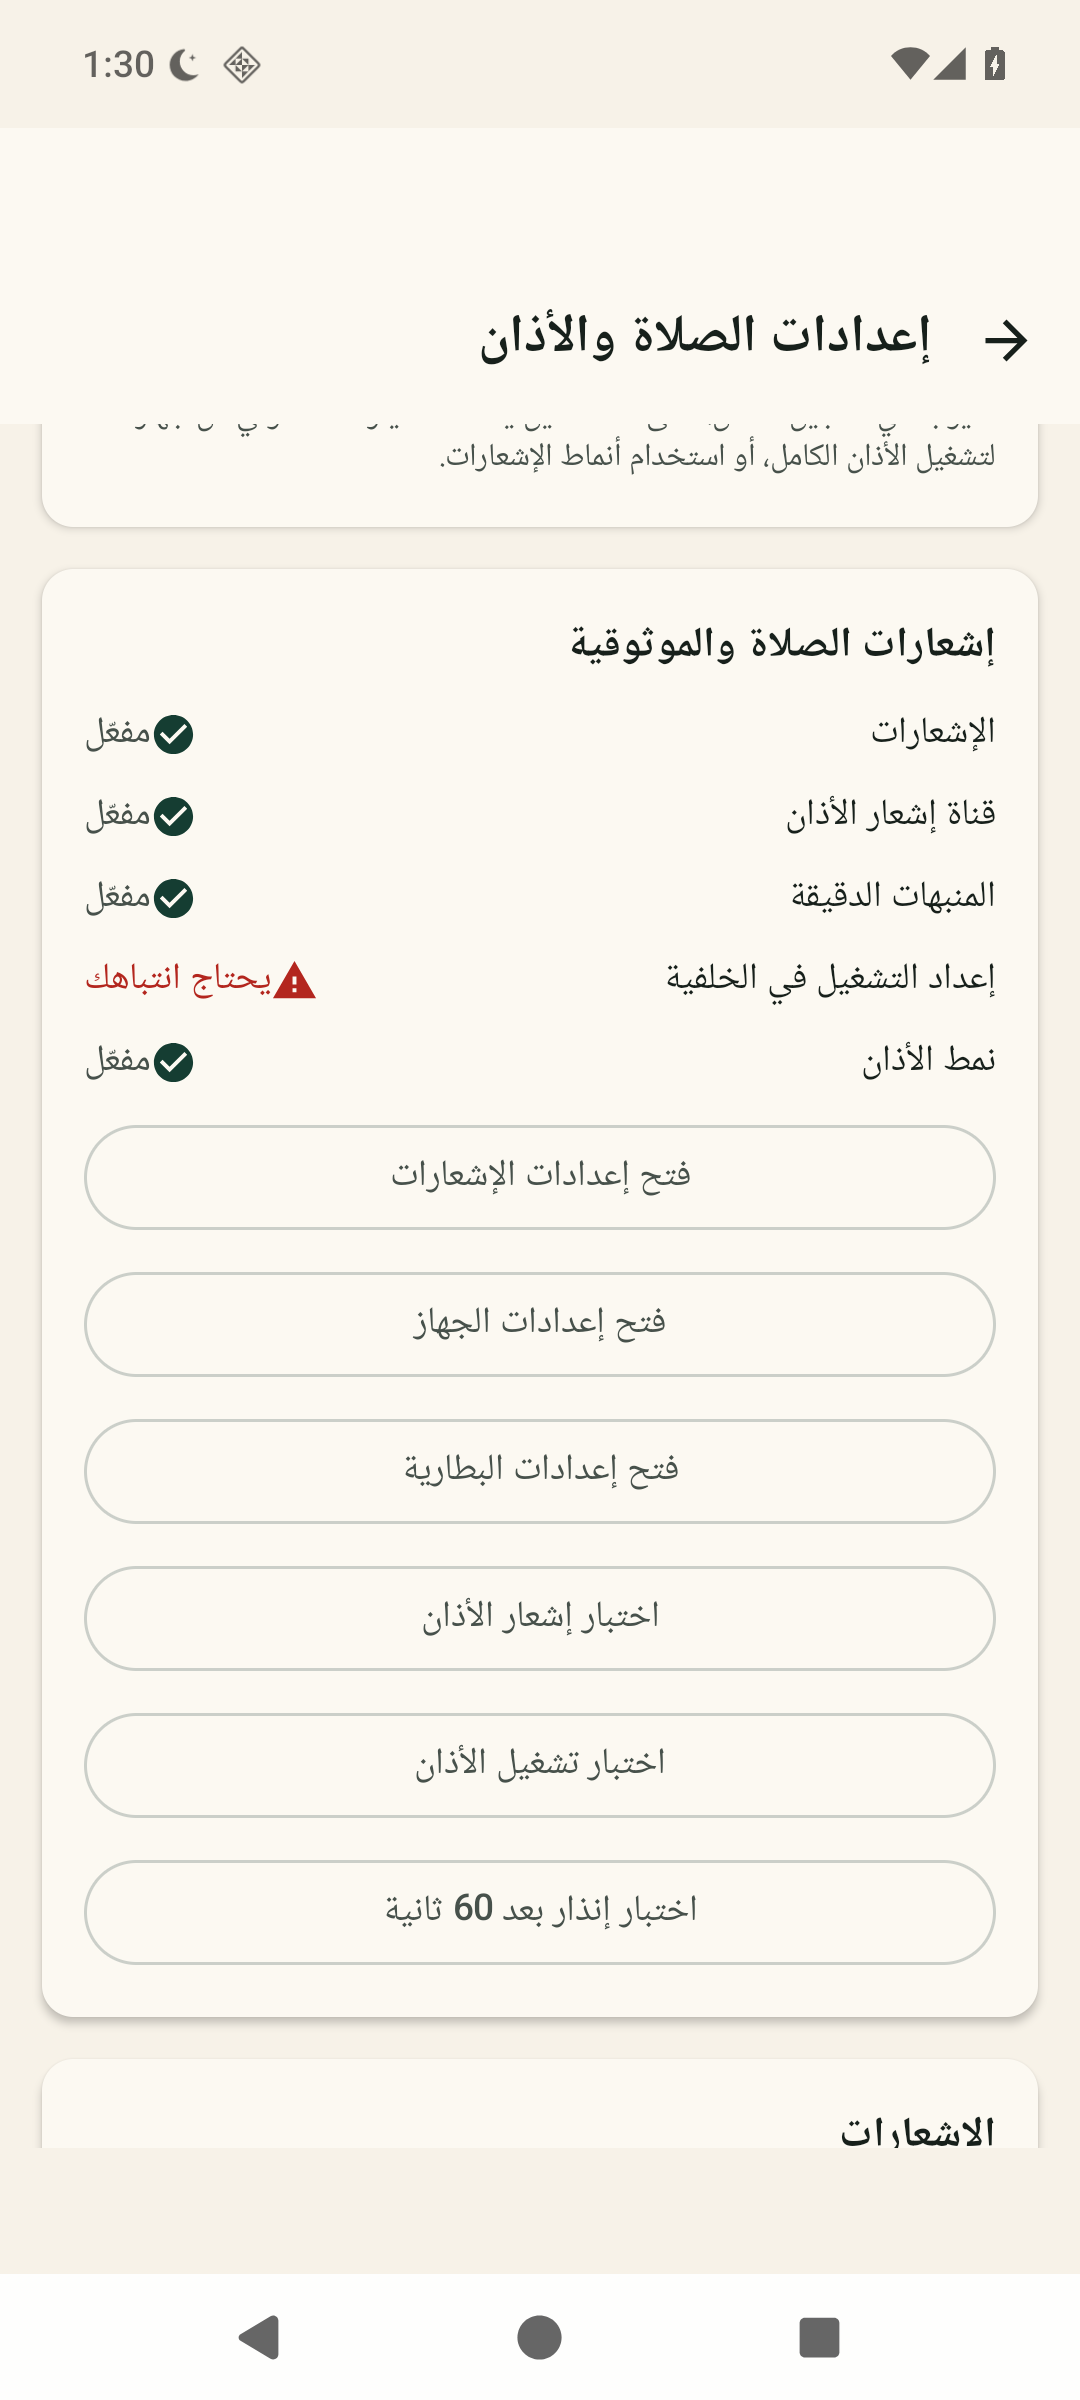 1:30
إعدادات الصلاة والأذان
لتشغيل الأذان الكامل، أو استخدام أنماط الإشعارات.
إشعارات الصلاة والموثوقية
الإشعارات
مفعّل
قناة إشعار الأذان
مفعّل
المنبهات الدقيقة
مفعّل
إعداد التشغيل في الخلفية
يحتاج انتباهك
نمط الأذان
مفعّل
فتح إعدادات الإشعارات
فتح إعدادات الجهاز
فتح إعدادات البطارية
اختبار إشعار الأذان
اختبار تشغيل الأذان
اختبار إنذار بعد 60 ثانية
الإشعارات